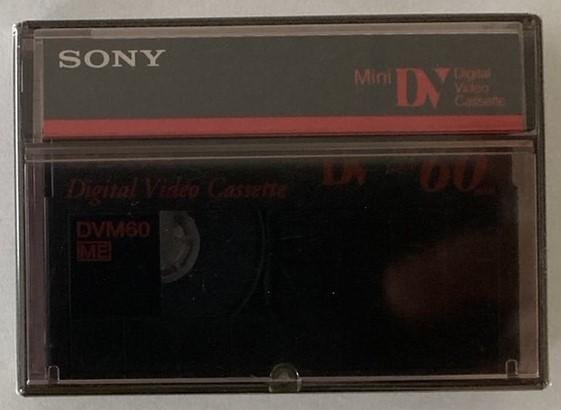 SONY
Mini DV Digital
Video
Cassette
Digital Video Cassette
DV 60
DVM60
ME